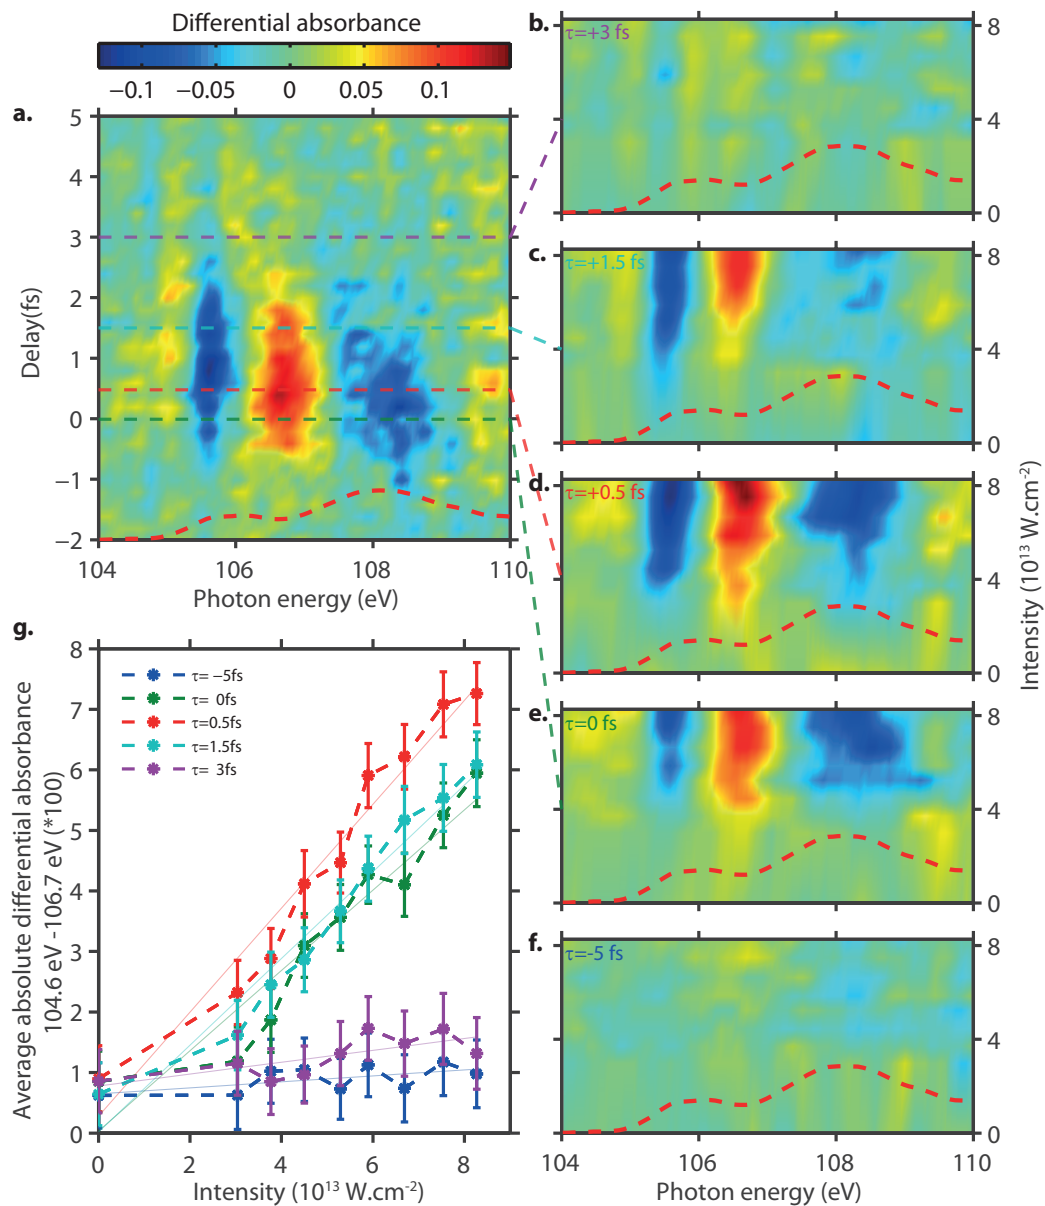 Differential absorbance
−0.1 −0.05 0 0.05 0.1
a.
5
4
3
2
1
0
−1
−2
Delay(fs)
104 106 108 110
Photon energy (eV)
b.
τ=+3 fs
8
4
0
c.
τ=+1.5 fs
8
4
0
d.
τ=+0.5 fs
8
4
0
e.
τ=0 fs
8
4
0
f.
τ=-5 fs
8
4
0
Intensity (10¹³ W.cm⁻²)
104 106 108 110
Photon energy (eV)
g.
8
7
6
5
4
3
2
1
0
Average absolute differential absorbance
104.6 eV -106.7 eV (*100)
τ= −5fs
τ= 0fs
τ=0.5fs
τ=1.5fs
τ= 3fs
0 2 4 6 8
Intensity (10¹³ W.cm⁻²)